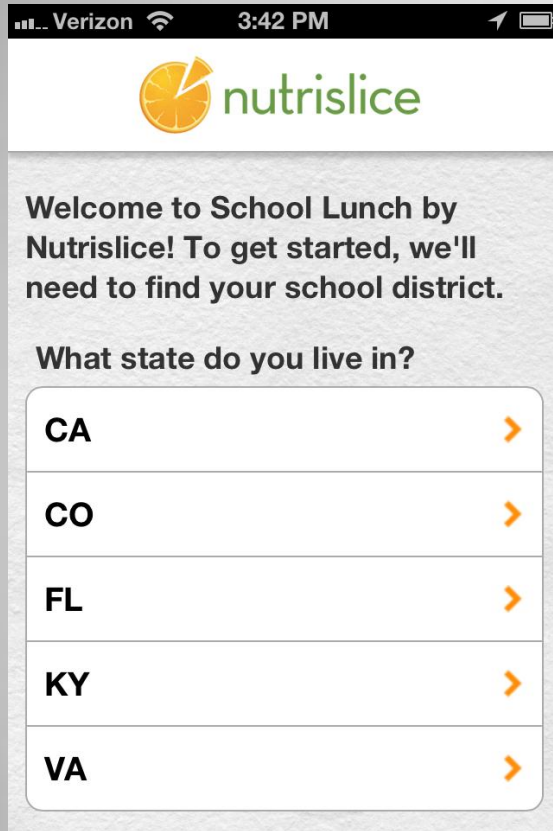 Verizon 3:42 PM
nutrislice
Welcome to School Lunch by
Nutrislice! To get started, we'll
need to find your school district.
What state do you live in?
CA
CO
FL
KY
VA